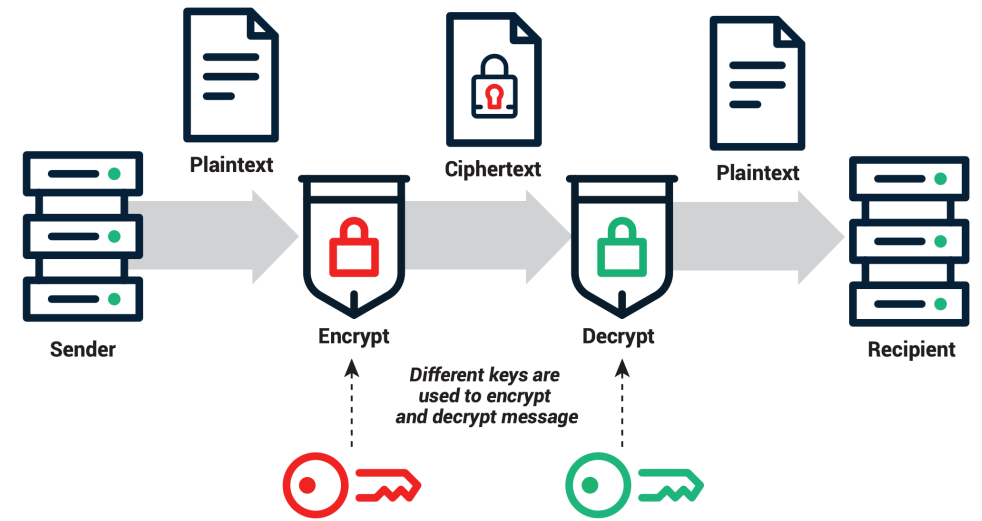 Plaintext
Ciphertext
Plaintext
Sender
Encrypt
Decrypt
Recipient
Different keys are
used to encrypt
and decrypt message